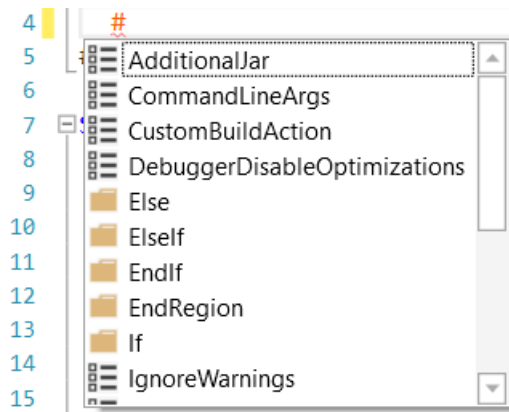 4 #
5 AdditionalJar
6 CommandLineArgs
7 CustomBuildAction
8 DebuggerDisableOptimizations
9 Else
10 ElseIf
11 EndIf
12 EndRegion
13 If
14 IgnoreWarnings
15